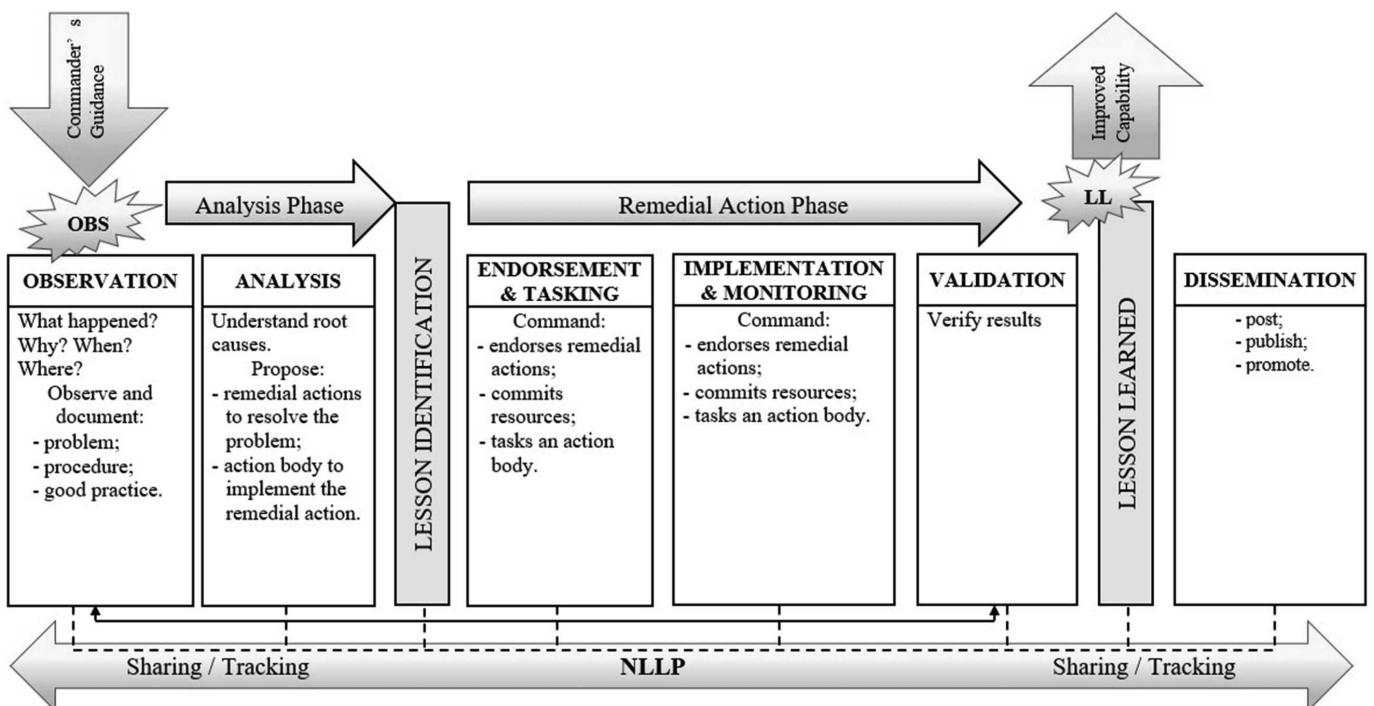 Commander' s
Guidance
Improved
Capability
OBS
Analysis Phase
Remedial Action Phase
LL
OBSERVATION
What happened?
Why? When?
Where?
Observe and
document:
- problem;
- procedure;
- good practice.
ANALYSIS
Understand root
causes.
Propose:
- remedial actions
to resolve the
problem;
- action body to
implement the
remedial action.
LESSON IDENTIFICATION
ENDORSEMENT
& TASKING
Command:
- endorses remedial
actions;
- commits
resources;
- tasks an action
body.
IMPLEMENTATION
& MONITORING
Command:
- endorses remedial
actions;
- commits resources;
- tasks an action body.
VALIDATION
Verify results
LESSON LEARNED
DISSEMINATION
- post;
- publish;
- promote.
Sharing / Tracking
NLLP
Sharing / Tracking